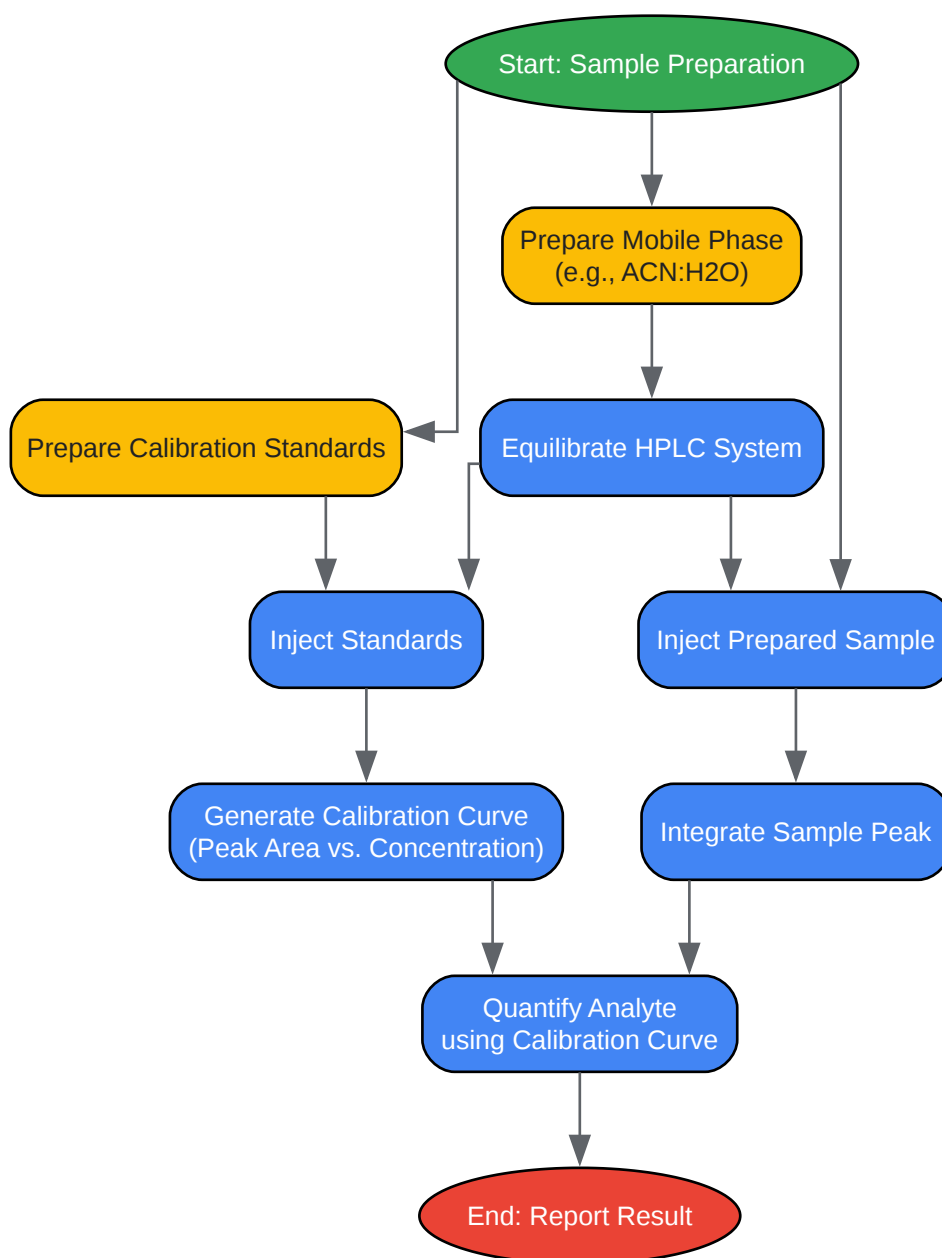 Start: Sample Preparation
Prepare Mobile Phase
(e.g., ACN:H2O)
Prepare Calibration Standards
Equilibrate HPLC System
Inject Standards
Inject Prepared Sample
Generate Calibration Curve
(Peak Area vs. Concentration)
Integrate Sample Peak
Quantify Analyte
using Calibration Curve
End: Report Result